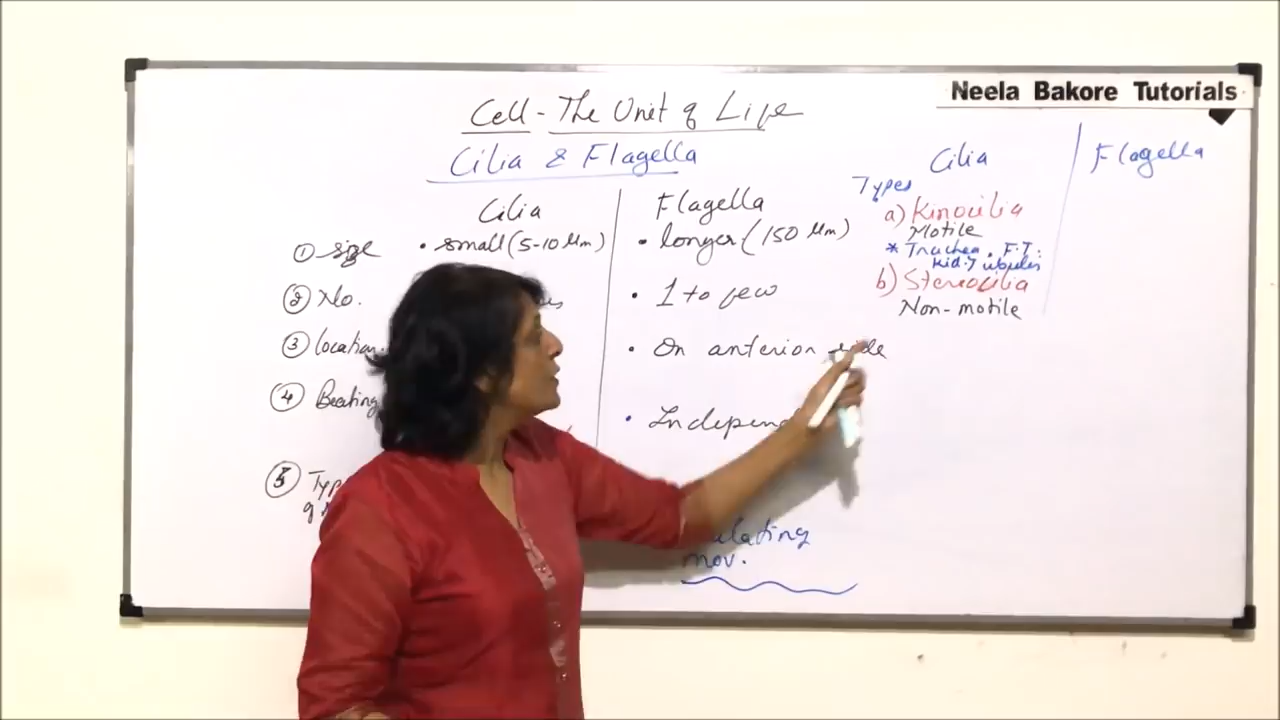 Neela Bakore Tutorials
Cell - The Unit of Life
Cilia & Flagella
Cilia
Flagella
① size
• small (5-10 µm)
• longer (150 µm)
② No.
• 1 to few
③ location
• On anterior
④ Beating
• Independ
⑤ Typ
mov.
Cilia
Flagella
Types
a) Kinocilia
Motile
* Trachea, F.T.
Kid. Tubules
b) Stereocilia
Non-motile